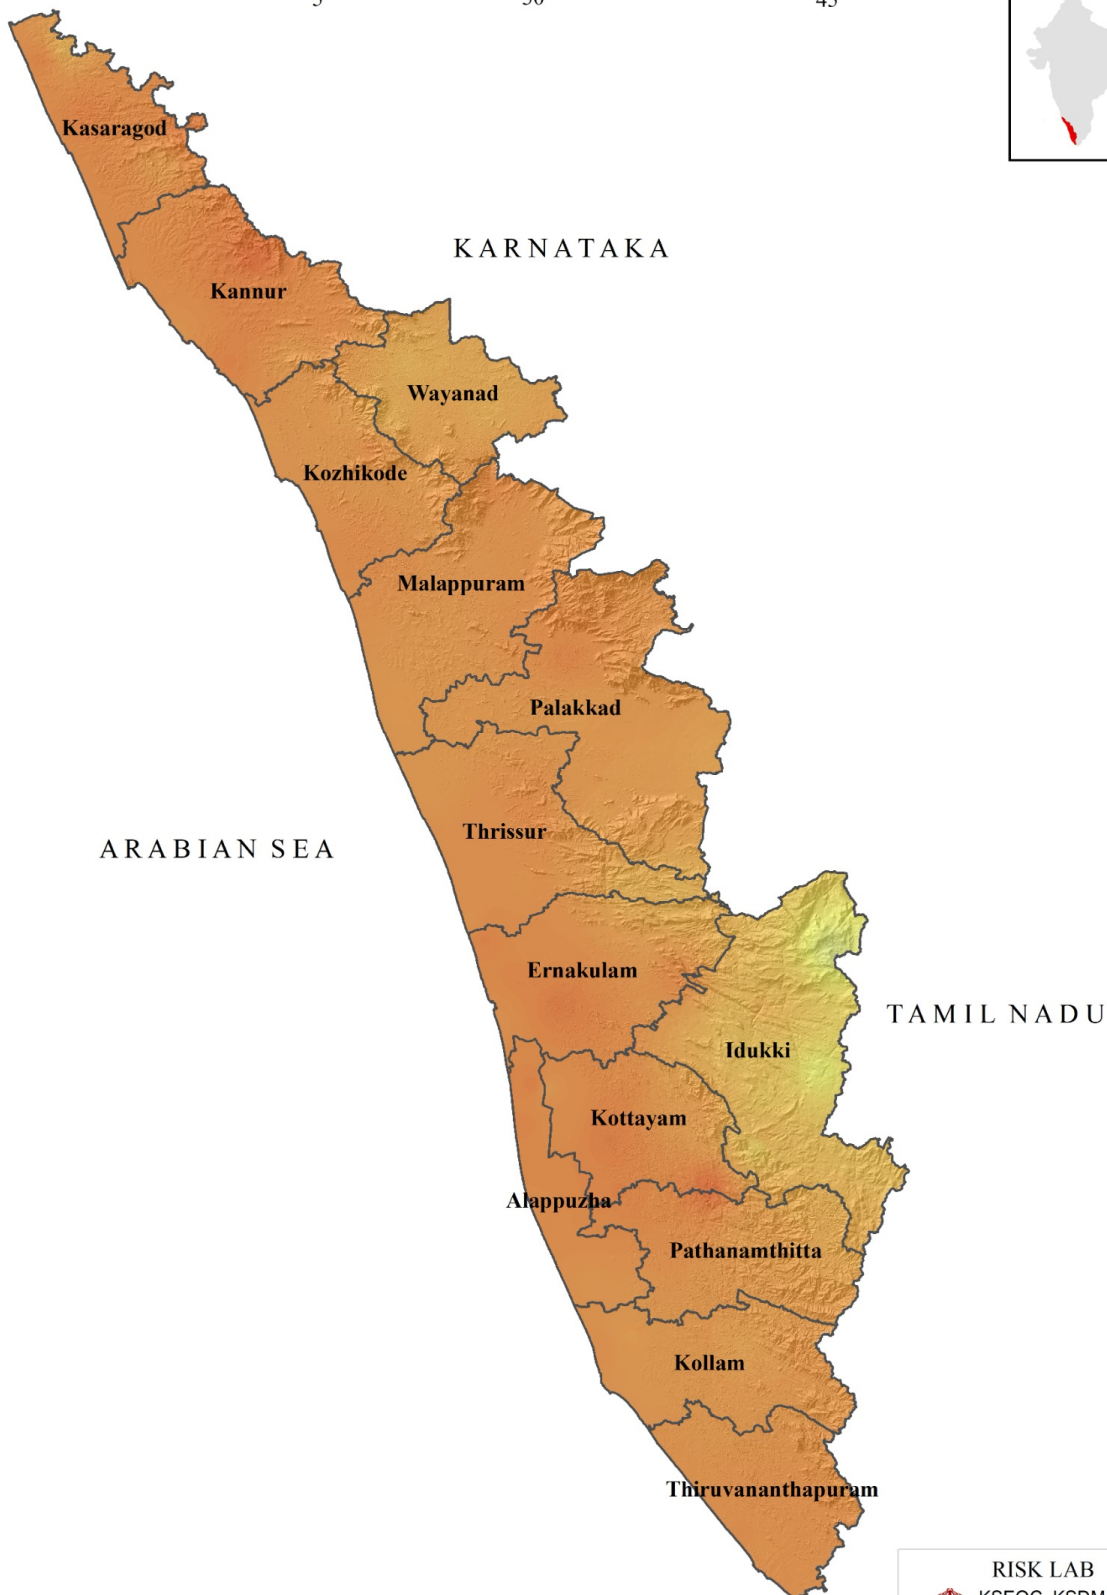 Kasaragod
KARNATAKA
Kannur
Wayanad
Kozhikode
Malappuram
Palakkad
Thrissur
ARABIAN SEA
Ernakulam
TAMIL NADU
Idukki
Kottayam
Alappuzha
Pathanamthitta
Kollam
Thiruvananthapuram
RISK LAB